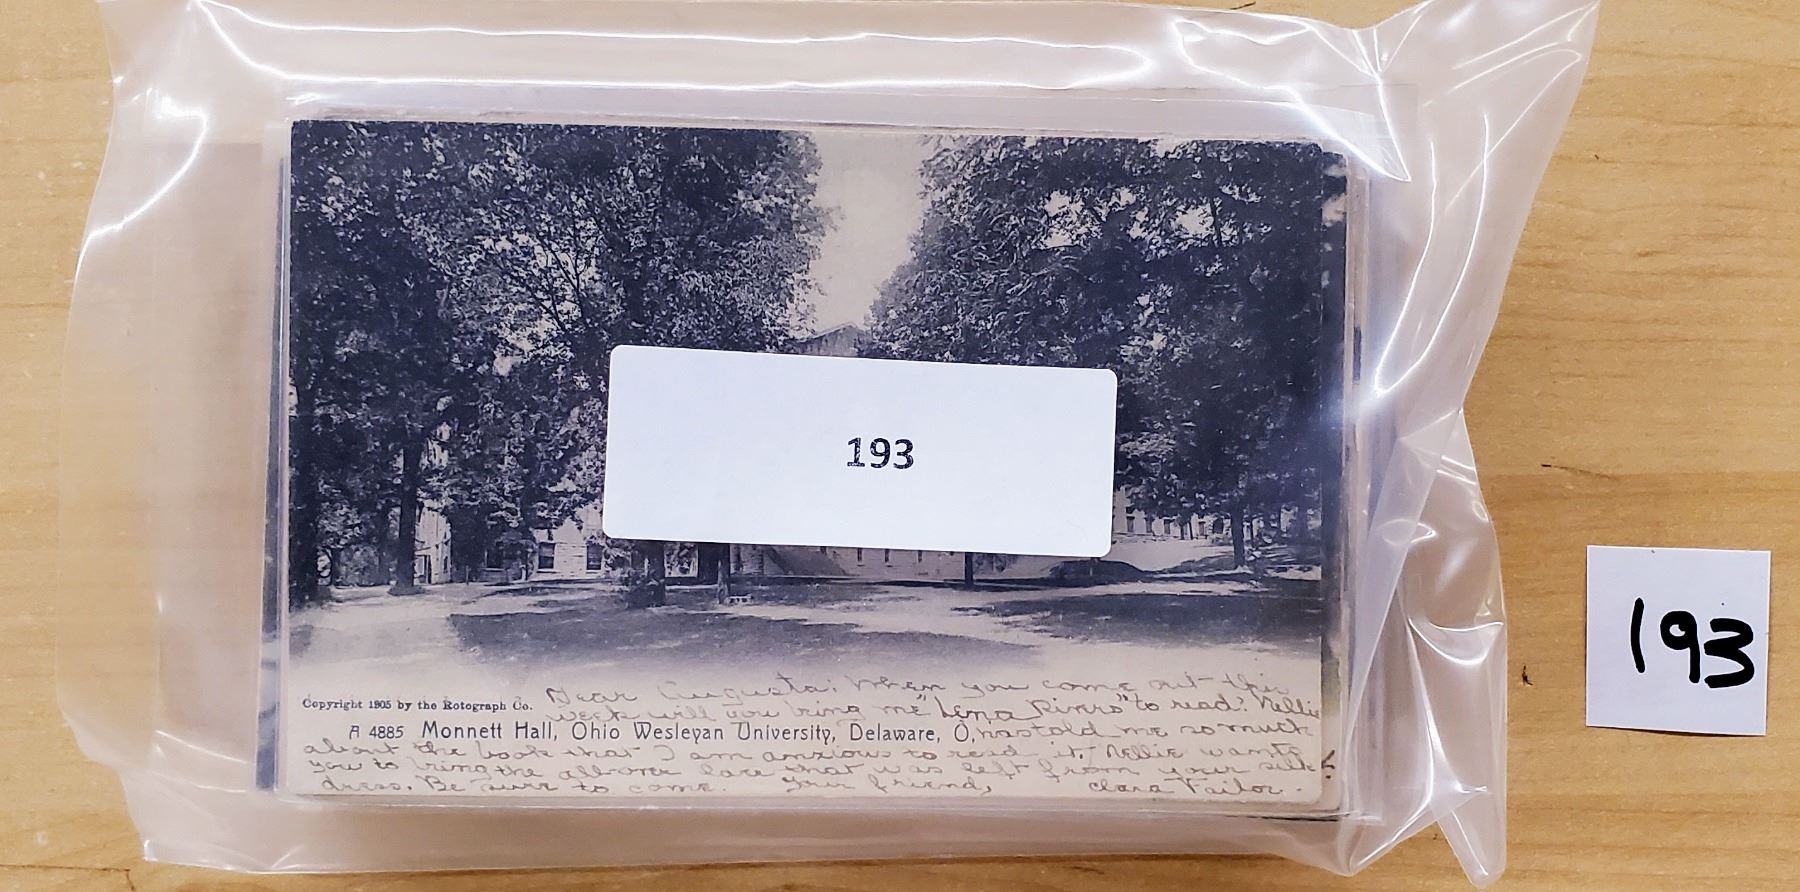 193
Copyright 1905 by the Rotograph Co. Dear Augusta: When you come out this
week will you bring me "Lena Rivers" to read? Nellie
A 4885 Monnett Hall, Ohio Wesleyan University, Delaware, O, has told me so much
about the book that I am anxious to read it. Nellie wants
you to bring the all-over lace that was left from your silk
dress. Be sure to come. Your friend, Clara Tailor.
193